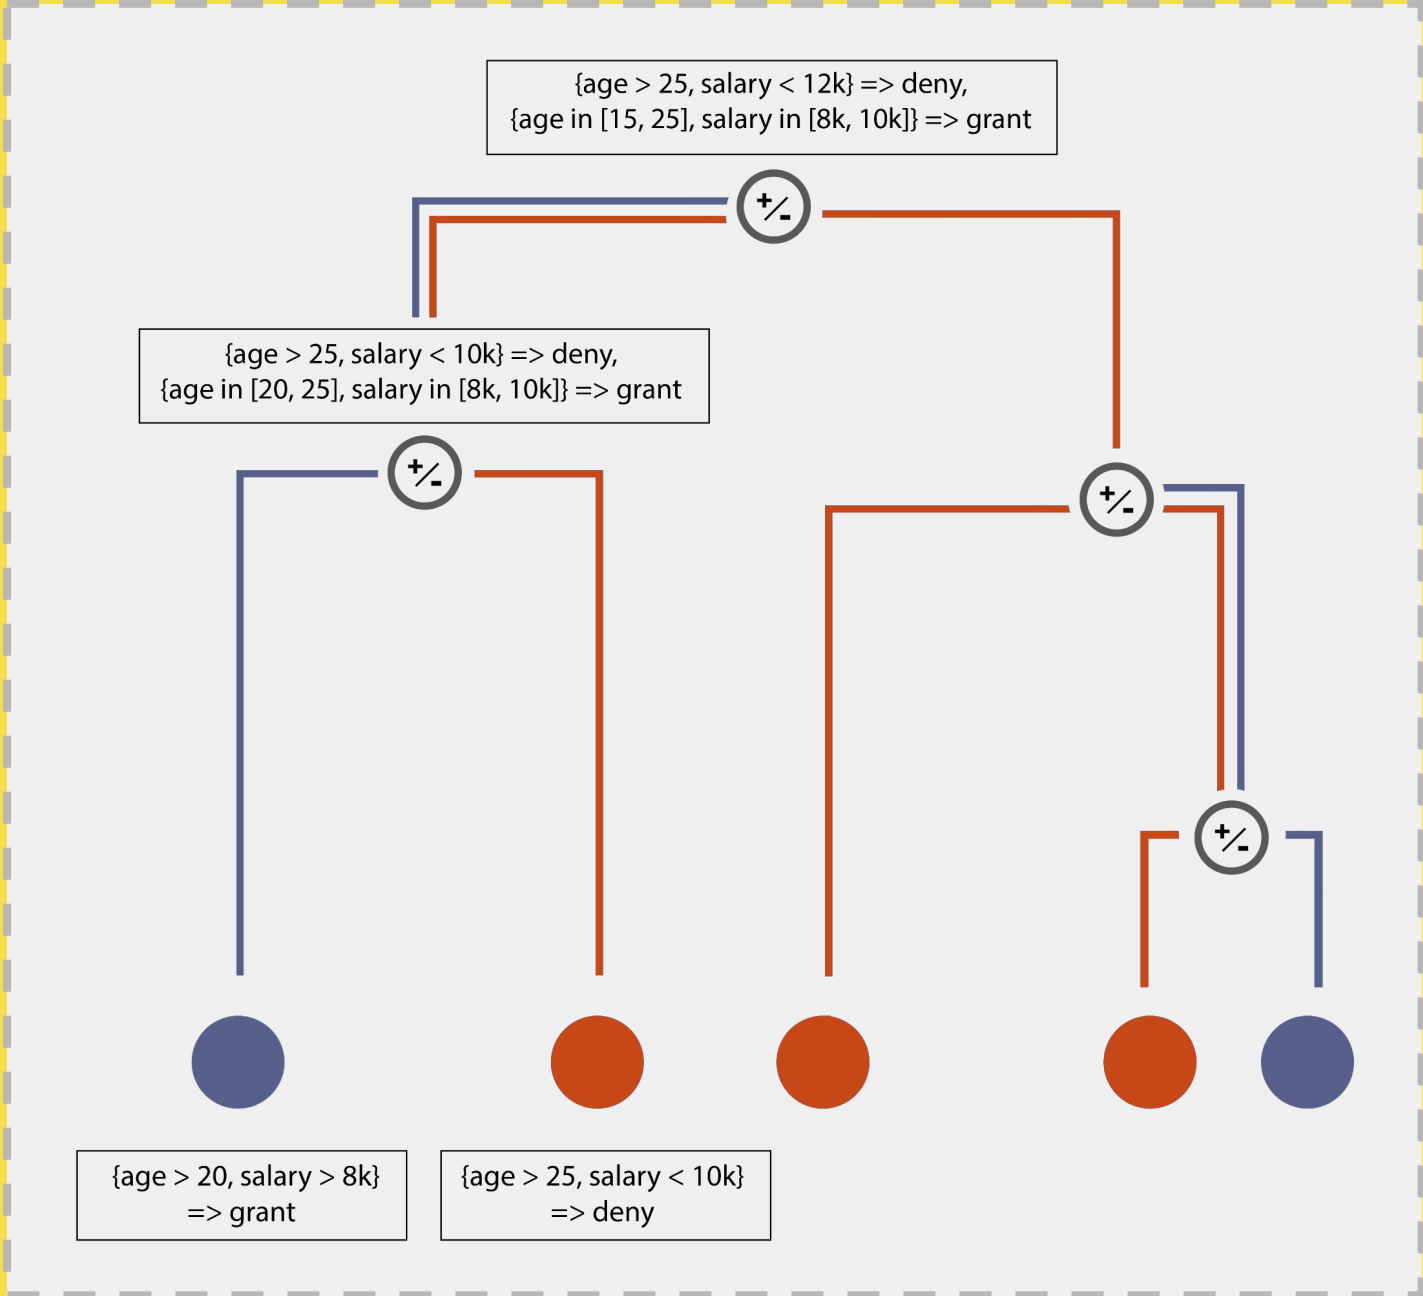 {age > 25, salary < 12k} => deny,
{age in [15, 25], salary in [8k, 10k]} => grant
+/-
{age > 25, salary < 10k} => deny,
{age in [20, 25], salary in [8k, 10k]} => grant
+/-
+/-
+/-
{age > 20, salary > 8k}
=> grant
{age > 25, salary < 10k}
=> deny